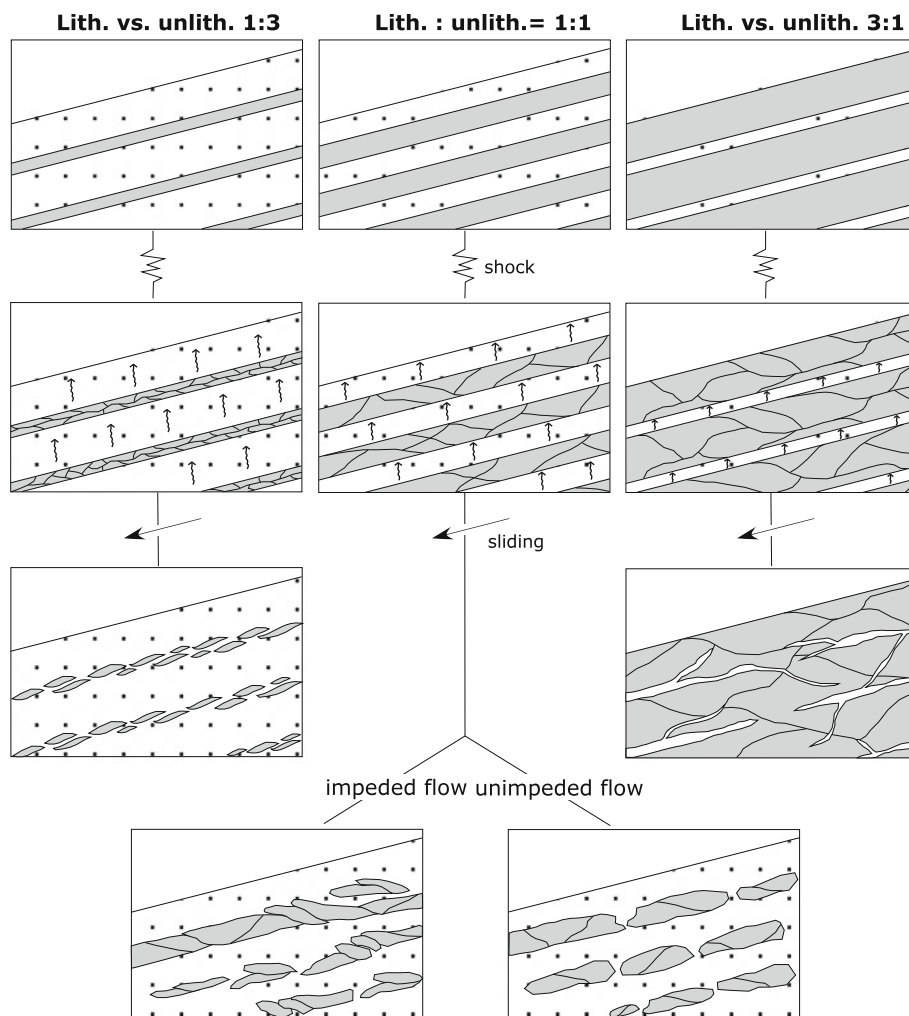 Lith. vs. unlith. 1:3
Lith. : unlith.= 1:1
Lith. vs. unlith. 3:1
shock
sliding
impeded flow
unimpeded flow